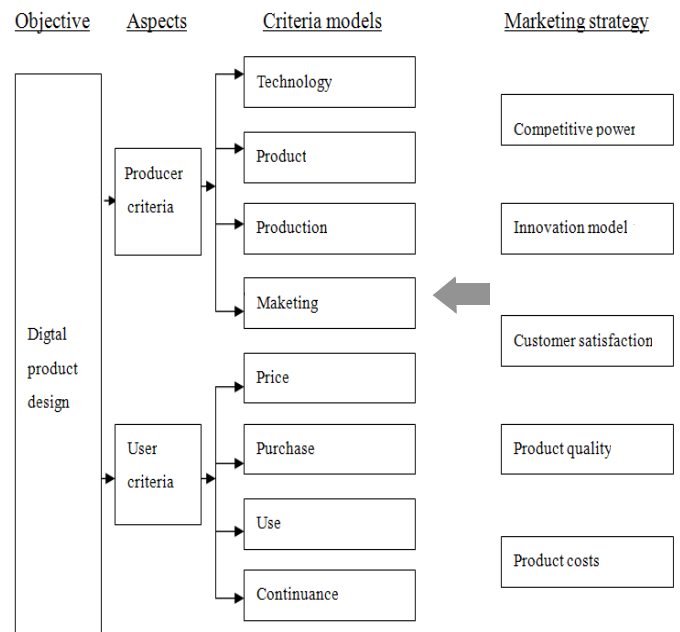 Objective Aspects Criteria models Marketing strategy
Digtal
product
design
Producer
criteria
User
criteria
Technology
Product
Production
Maketing
Price
Purchase
Use
Continuance
Competitive power
Innovation model
Customer satisfaction
Product quality
Product costs